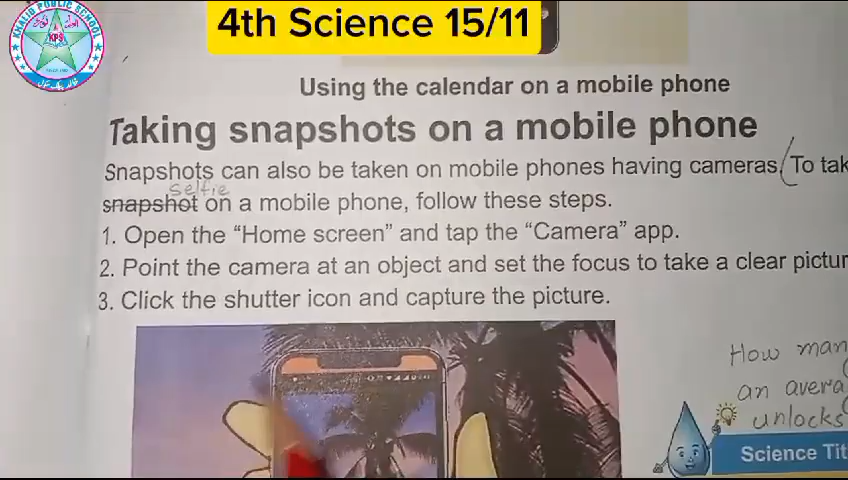 4th Science 15/11
KHALID PUBLIC SCHOOL
KPS
Using the calendar on a mobile phone
Taking snapshots on a mobile phone
Snapshots can also be taken on mobile phones having cameras. (To tak
selfie
snapshot on a mobile phone, follow these steps.
1. Open the “Home screen” and tap the “Camera” app.
2. Point the camera at an object and set the focus to take a clear pictur
3. Click the shutter icon and capture the picture.
How man
an avera
unlocks
Science Tit